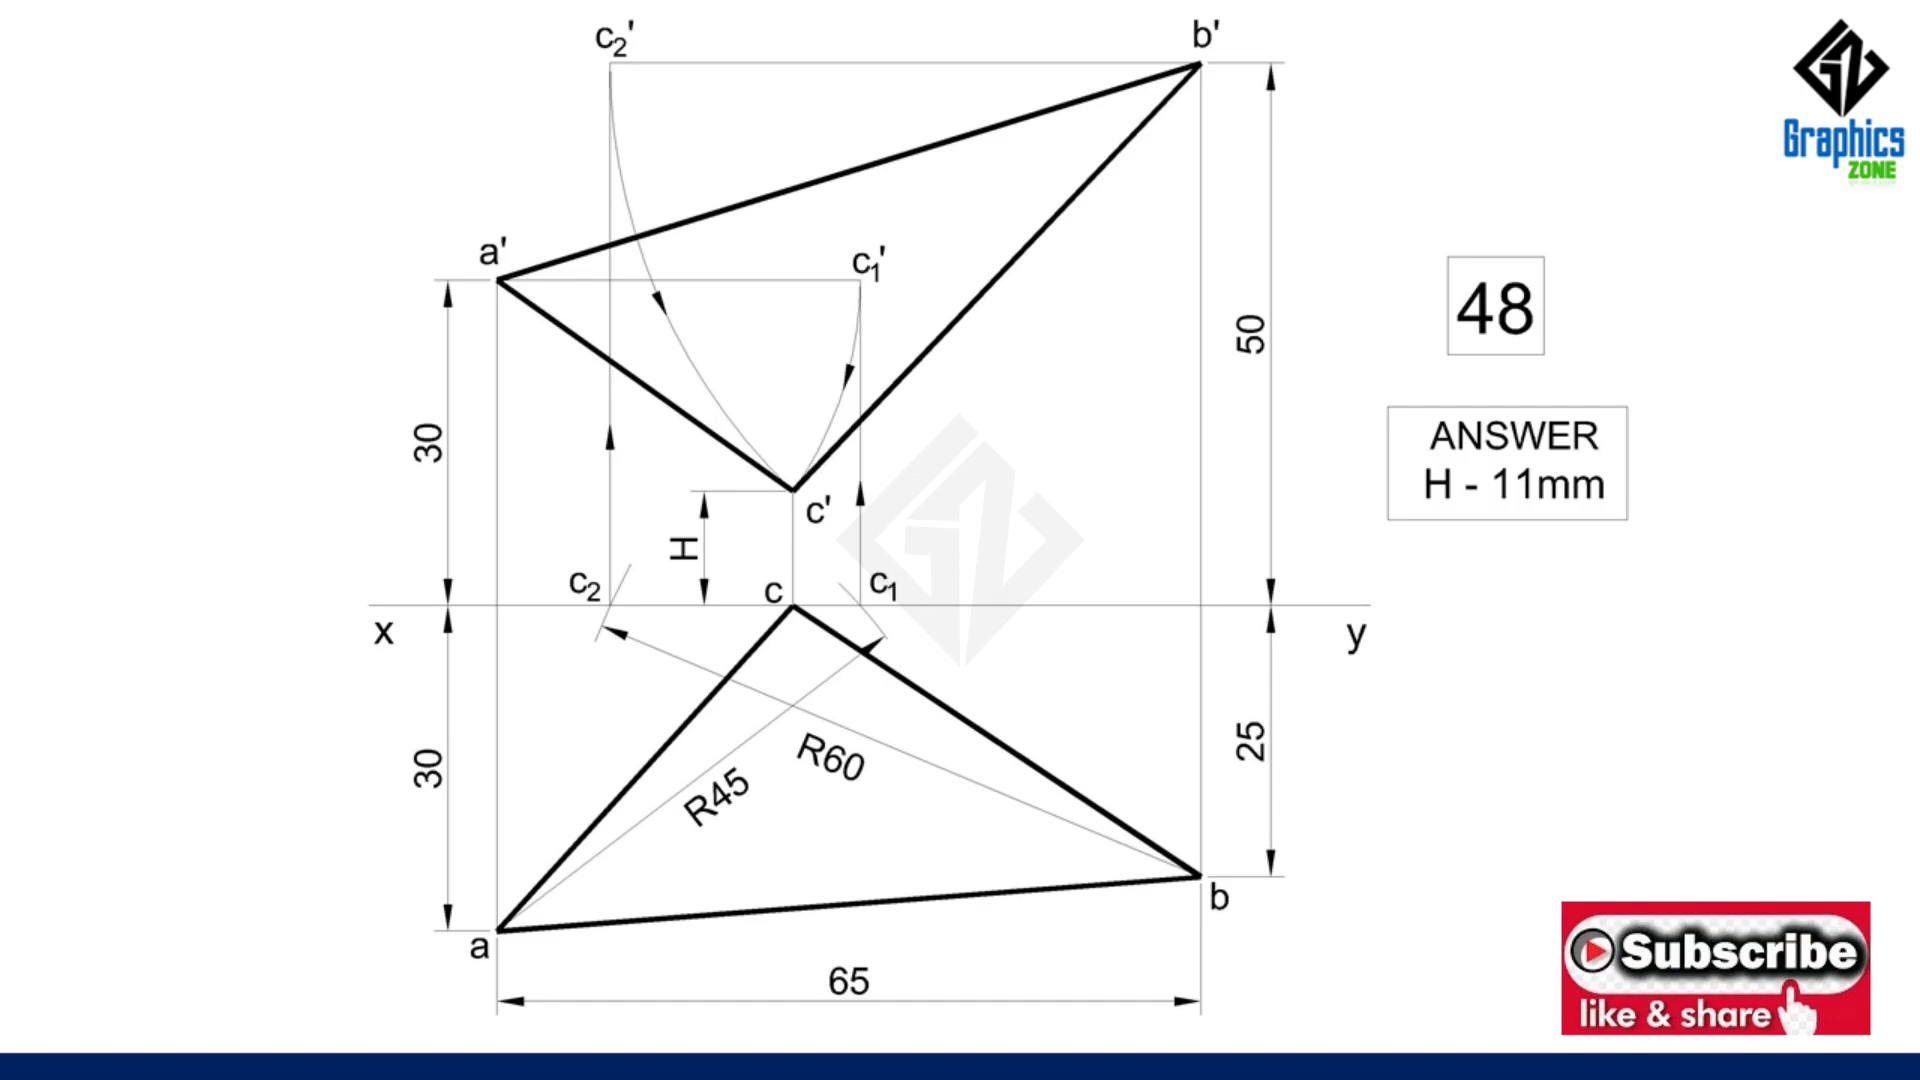 c2'
b'
Graphics
ZONE
a'
c1'
48
50
30
ANSWER
H - 11mm
c'
H
c2
c
c1
x
y
25
30
R60
R45
b
a
65
Subscribe
like & share